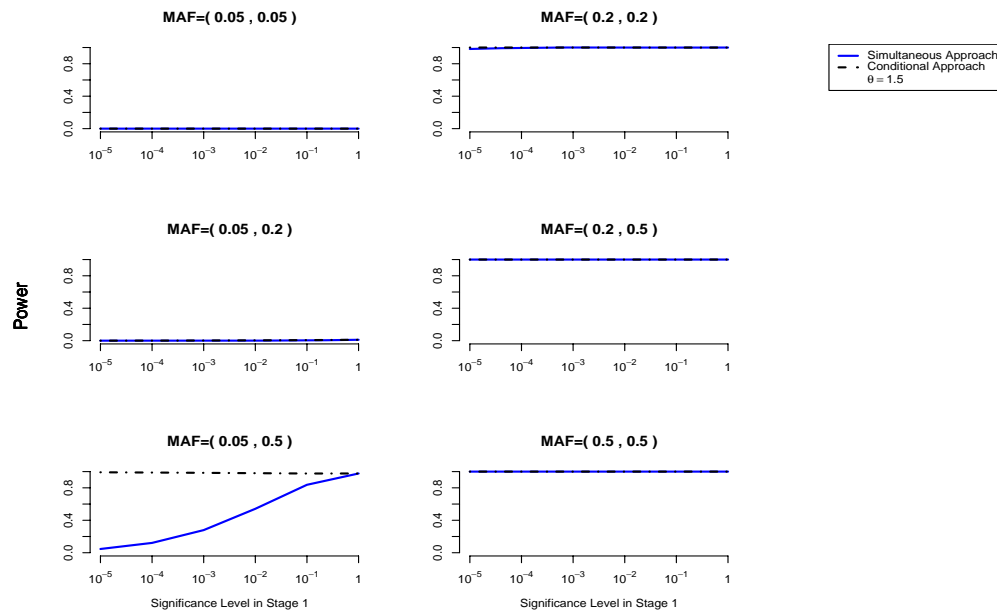 MAF=( 0.05 , 0.05 )
0.0 0.4 0.8
10^-5 10^-4 10^-3 10^-2 10^-1 1
MAF=( 0.2 , 0.2 )
0.0 0.4 0.8
10^-5 10^-4 10^-3 10^-2 10^-1 1
Simultaneous Approach
Conditional Approach
θ = 1.5
MAF=( 0.05 , 0.2 )
0.0 0.4 0.8
10^-5 10^-4 10^-3 10^-2 10^-1 1
MAF=( 0.2 , 0.5 )
0.0 0.4 0.8
10^-5 10^-4 10^-3 10^-2 10^-1 1
Power
MAF=( 0.05 , 0.5 )
0.0 0.4 0.8
10^-5 10^-4 10^-3 10^-2 10^-1 1
Significance Level in Stage 1
MAF=( 0.5 , 0.5 )
0.0 0.4 0.8
10^-5 10^-4 10^-3 10^-2 10^-1 1
Significance Level in Stage 1